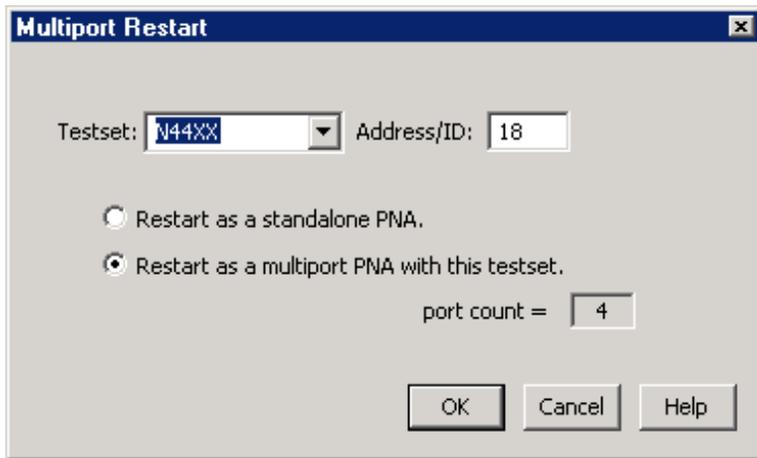 Multiport Restart
Testset: N44XX Address/ID: 18
Restart as a standalone PNA.
Restart as a multiport PNA with this testset.
port count = 4
OK Cancel Help